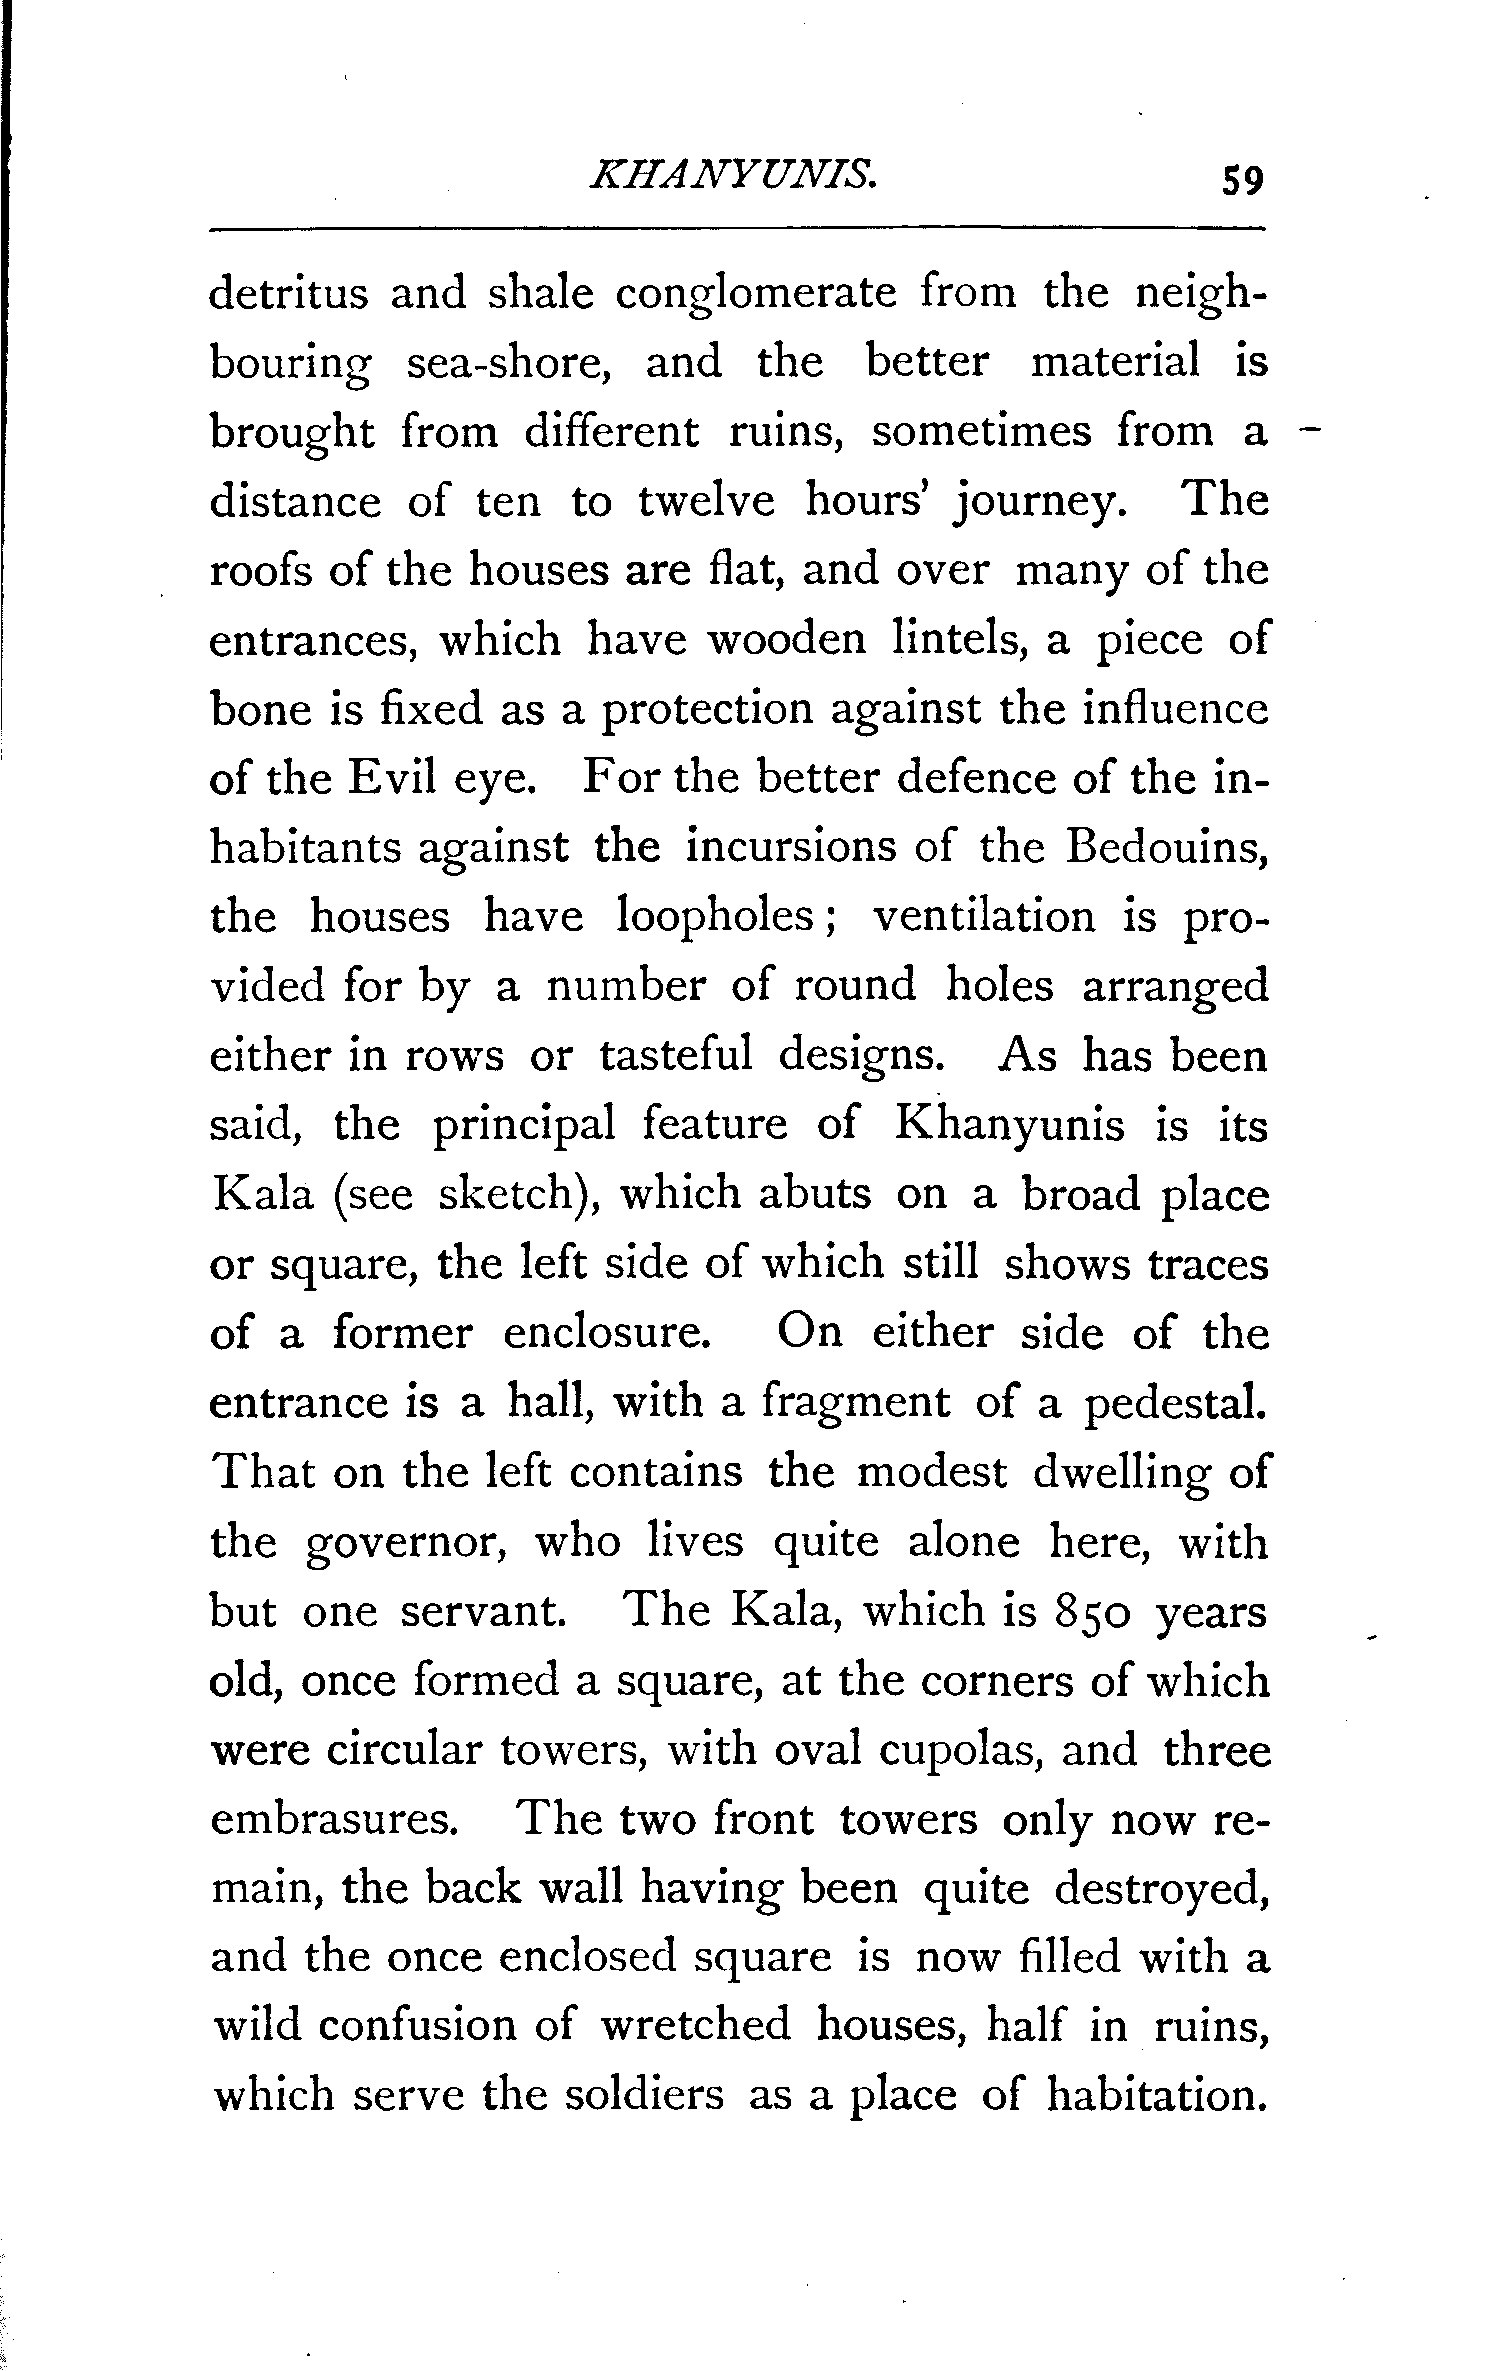 KHANYUNIS. 59
detritus and shale conglomerate from the neigh-
bouring sea-shore, and the better material is
brought from different ruins, sometimes from a
distance of ten to twelve hours' journey. The
roofs of the houses are flat, and over many of the
entrances, which have wooden lintels, a piece of
bone is fixed as a protection against the influence
of the Evil eye. For the better defence of the in-
habitants against the incursions of the Bedouins,
the houses have loopholes; ventilation is pro-
vided for by a number of round holes arranged
either in rows or tasteful designs. As has been
said, the principal feature of Khanyunis is its
Kala (see sketch), which abuts on a broad place
or square, the left side of which still shows traces
of a former enclosure. On either side of the
entrance is a hall, with a fragment of a pedestal.
That on the left contains the modest dwelling of
the governor, who lives quite alone here, with
but one servant. The Kala, which is 850 years
old, once formed a square, at the corners of which
were circular towers, with oval cupolas, and three
embrasures. The two front towers only now re-
main, the back wall having been quite destroyed,
and the once enclosed square is now filled with a
wild confusion of wretched houses, half in ruins,
which serve the soldiers as a place of habitation.